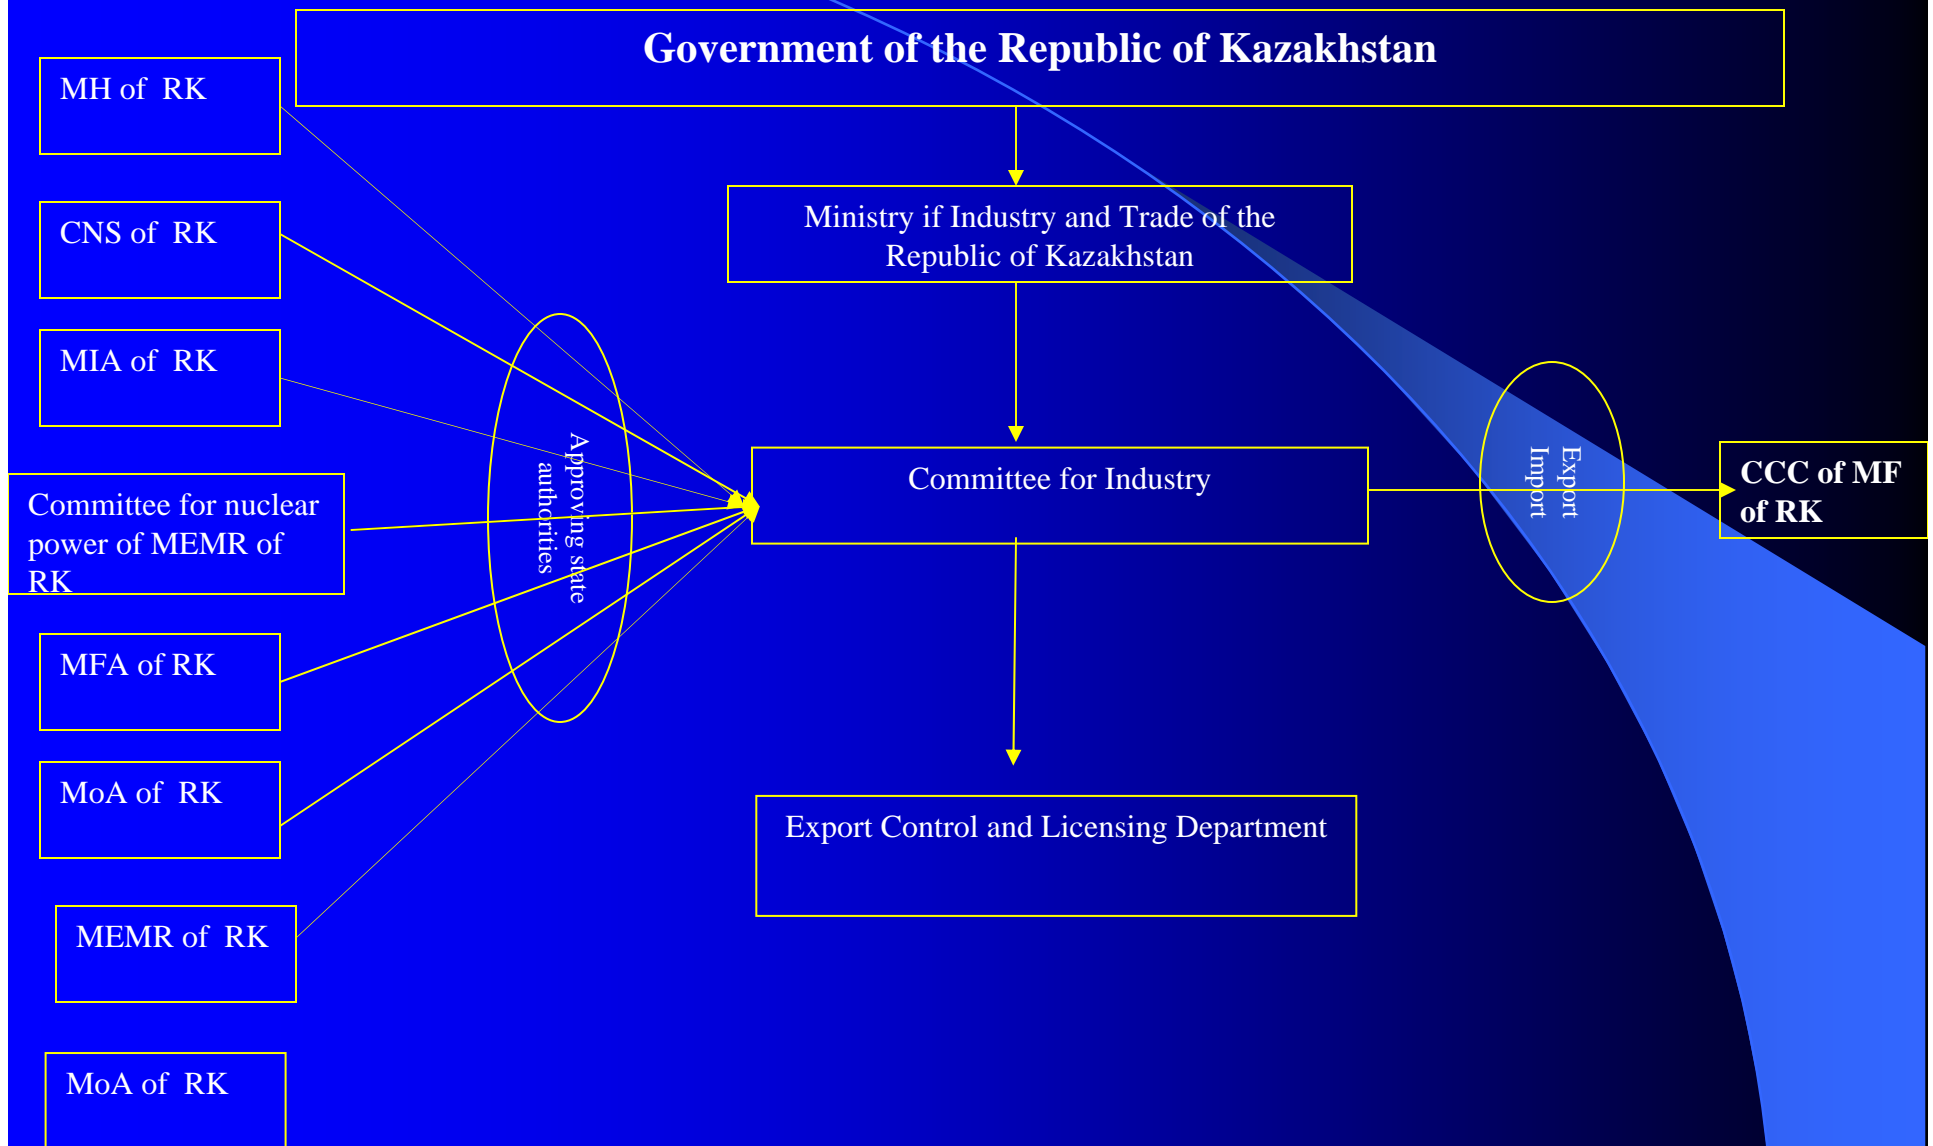 Government of the Republic of Kazakhstan
MH of RK
Ministry if Industry and Trade of the
Republic of Kazakhstan
CNS of RK
MIA of RK
Approving state
authorities
Committee for Industry
Export
Import
CCC of MF
of RK
Committee for nuclear
power of MEMR of
RK
MFA of RK
MoA of RK
Export Control and Licensing Department
MEMR of RK
MoA of RK